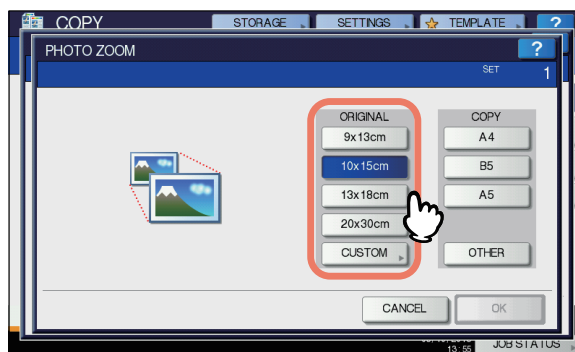 COPY STORAGE SETTINGS TEMPLATE ?
PHOTO ZOOM ?
SET 1
ORIGINAL COPY
9x13cm A4
10x15cm B5
13x18cm A5
20x30cm
CUSTOM OTHER
CANCEL OK
13:55 JOB STATUS